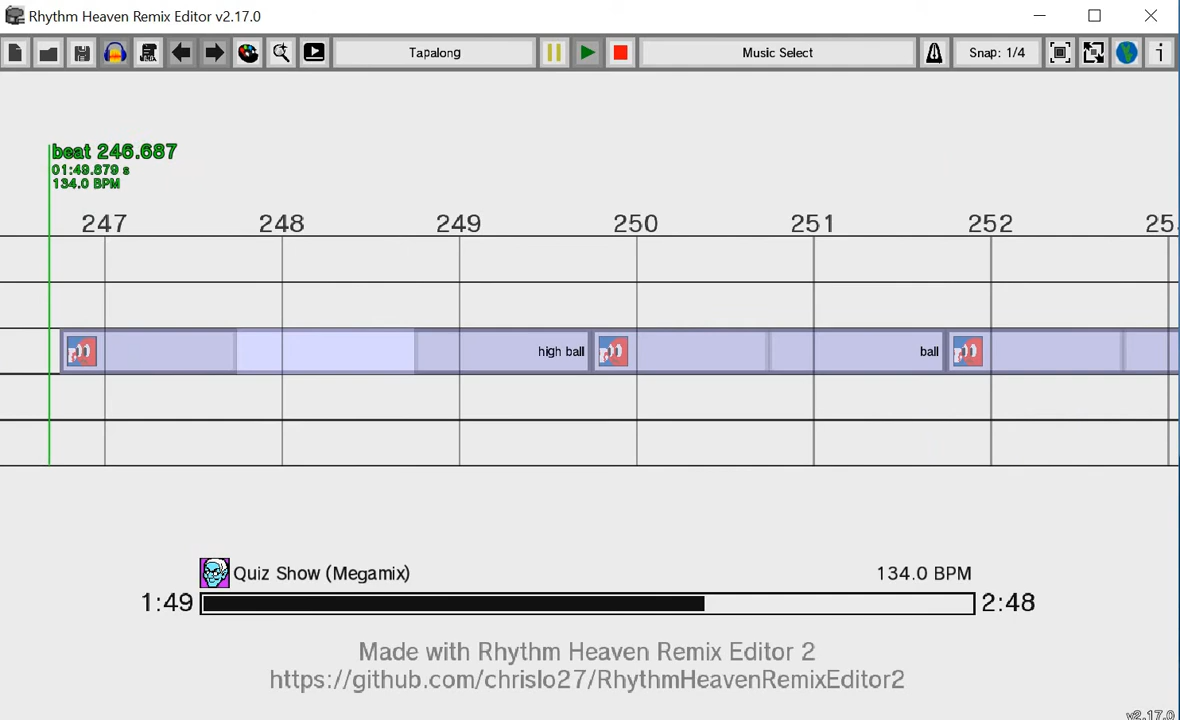 Rhythm Heaven Remix Editor v2.17.0
Tapalong
Music Select
Snap: 1/4
i
beat 246.687
01:49.879 s
134.0 BPM
247 248 249 250 251 252 25
high ball
ball
Quiz Show (Megamix)
134.0 BPM
1:49
2:48
Made with Rhythm Heaven Remix Editor 2
https://github.com/chrislo27/RhythmHeavenRemixEditor2
v2.17.0